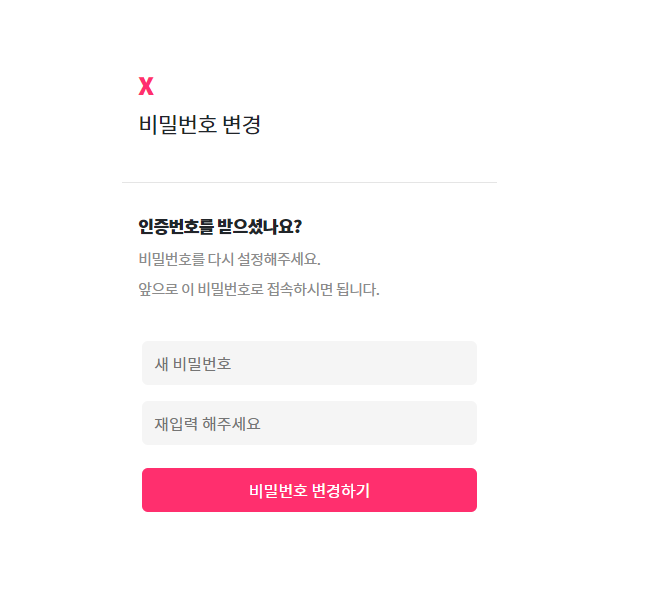 X
비밀번호 변경
인증번호를 받으셨나요?
비밀번호를 다시 설정해주세요.
앞으로 이 비밀번호로 접속하시면 됩니다.
새 비밀번호
재입력 해주세요
비밀번호 변경하기